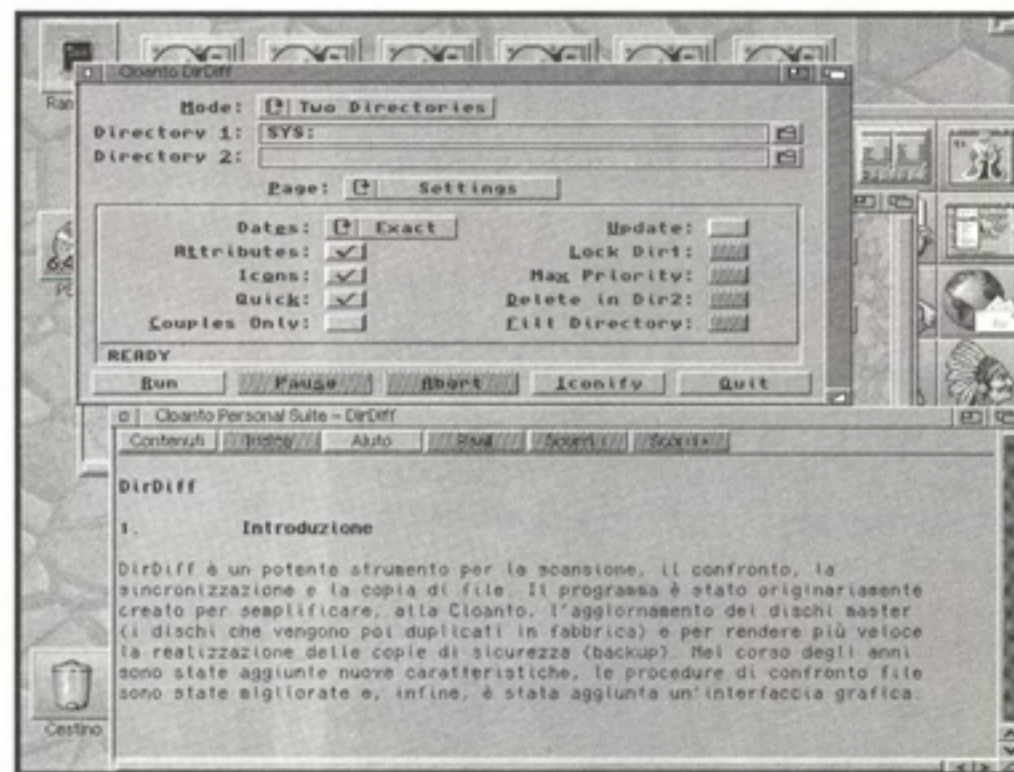 Cloanto DirDiff
Ram
Mode: Two Directories
Directory 1: SYS:
Directory 2:
Page: Settings
Dates: Exact Update:
Attributes: Lock Dir1:
Icons: Max Priority:
Quick: Delete in Dir2:
Couples Only: Filt Directory:
READY
Run Pause Abort Iconify Quit
Cloanto Personal Suite – DirDiff
Contenuti Indice Aiuto Scorri - Scorri +
DirDiff
1. Introduzione
DirDiff è un potente strumento per la scansione, il confronto, la
sincronizzazione e la copia di file. Il programma è stato originariamente
creato per semplificare, alla Cloanto, l'aggiornamento dei dischi master
(i dischi che vengono poi duplicati in fabbrica) e per rendere più veloce
la realizzazione delle copie di sicurezza (backup). Nel corso degli anni
sono state aggiunte nuove caratteristiche, le procedure di confronto file
sono state migliorate e, infine, è stata aggiunta un'interfaccia grafica.
Cestino